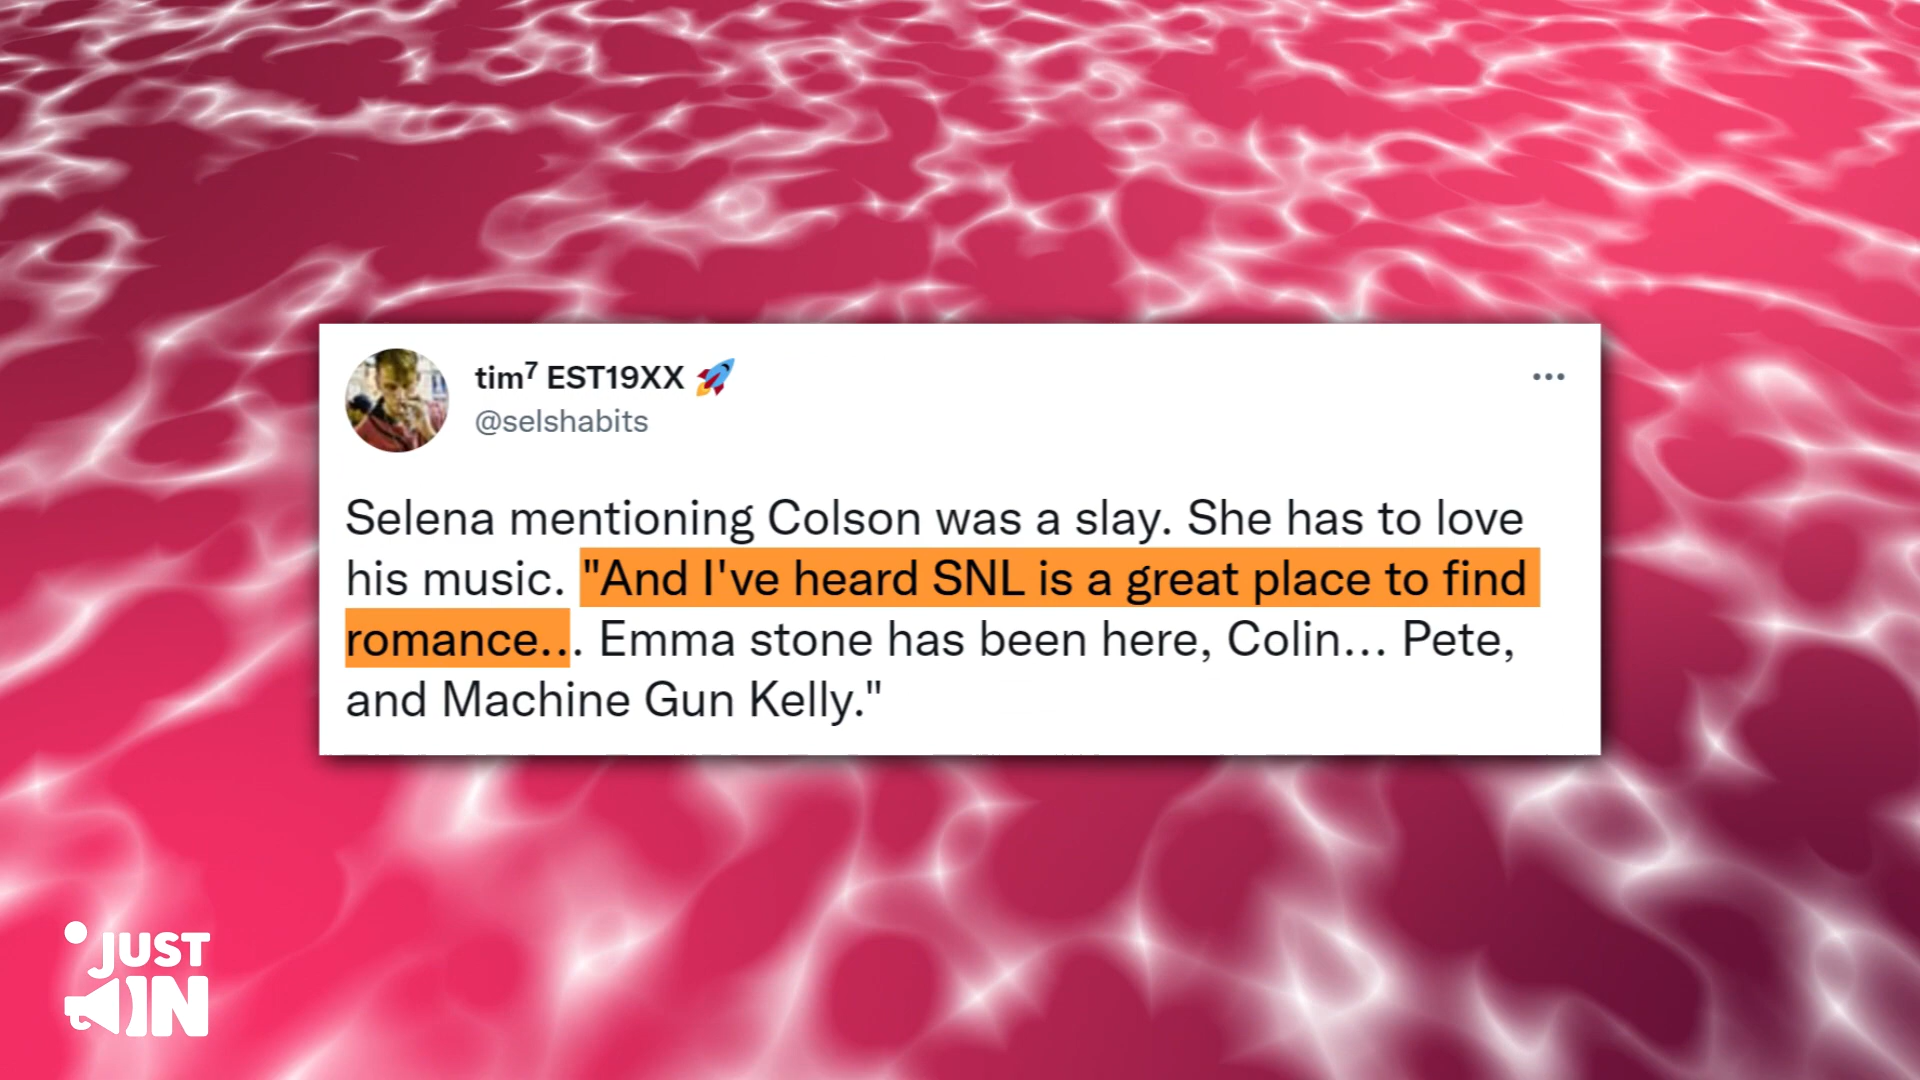 tim⁷ EST19XX 🚀
@selshabits
Selena mentioning Colson was a slay. She has to love
his music. "And I've heard SNL is a great place to find
romance... Emma stone has been here, Colin... Pete,
and Machine Gun Kelly."
JUST
IN